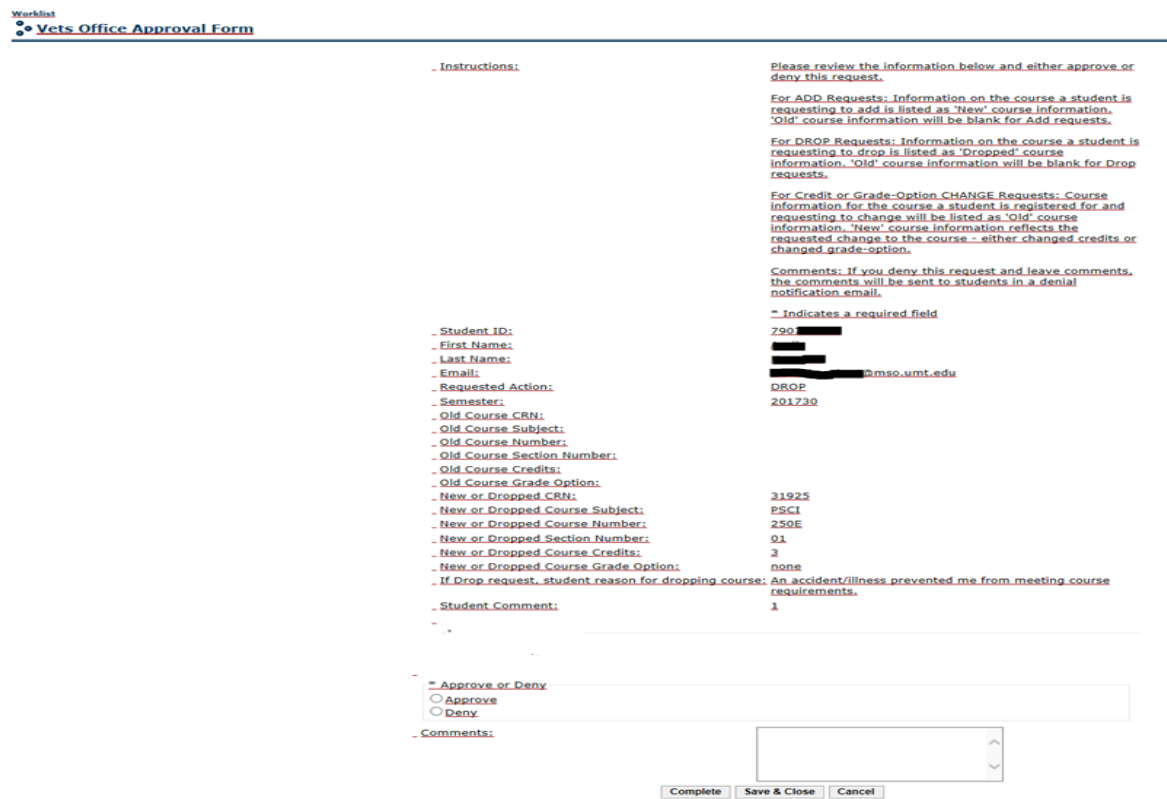 Worklist
Vets Office Approval Form
Instructions: Please review the information below and either approve or
deny this request.
For ADD Requests: Information on the course a student is
requesting to add is listed as 'New' course information.
'Old' course information will be blank for Add requests.
For DROP Requests: Information on the course a student is
requesting to drop is listed as 'Dropped' course
information. 'Old' course information will be blank for Drop
requests.
For Credit or Grade-Option CHANGE Requests: Course
information for the course a student is registered for and
requesting to change will be listed as 'Old' course
information. 'New' course information reflects the
requested change to the course - either changed credits or
changed grade-option.
Comments: If you deny this request and leave comments,
the comments will be sent to students in a denial
notification email.
* Indicates a required field
Student ID: 790
First Name:
Last Name:
Email: @mso.umt.edu
Requested Action: DROP
Semester: 201730
Old Course CRN:
Old Course Subject:
Old Course Number:
Old Course Section Number:
Old Course Credits:
Old Course Grade Option:
New or Dropped CRN: 31925
New or Dropped Course Subject: PSCI
New or Dropped Course Number: 250E
New or Dropped Section Number: 01
New or Dropped Course Credits: 3
New or Dropped Course Grade Option: none
If Drop request, student reason for dropping course: An accident/illness prevented me from meeting course
requirements.
Student Comment: 1
* Approve or Deny
Approve
Deny
Comments:
Complete Save & Close Cancel